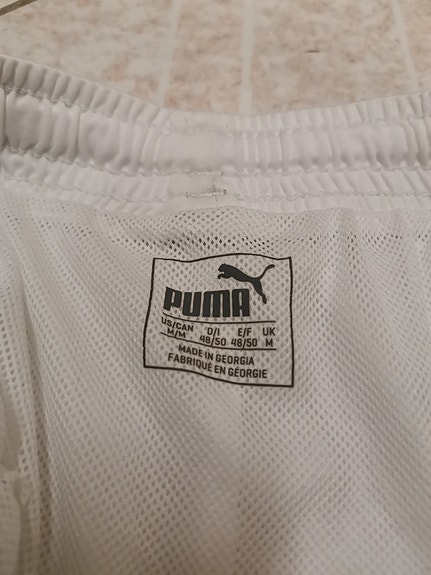 PUMA
US/CAN D/I E/F UK
M/M 48/50 48/50 M
MADE IN GEORGIA
FABRIQUÉ EN GÉORGIE